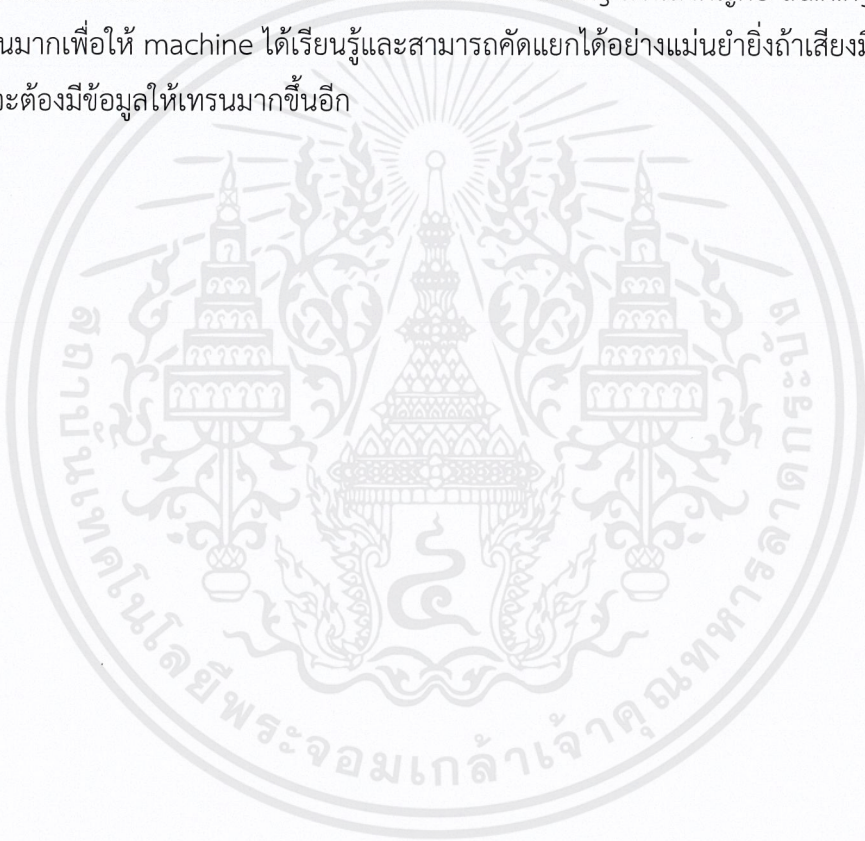 นมากเพื่อให้ machine ได้เรียนรู้และสามารถคัดแยกได้อย่างแม่นยำยิ่งถ้าเสียงมี
จะต้องมีข้อมูลให้เทรนมากขึ้นอีก
สถาบันเทคโนโลยีพระจอมเกล้าเจ้าคุณทหารลาดกระบัง
๔